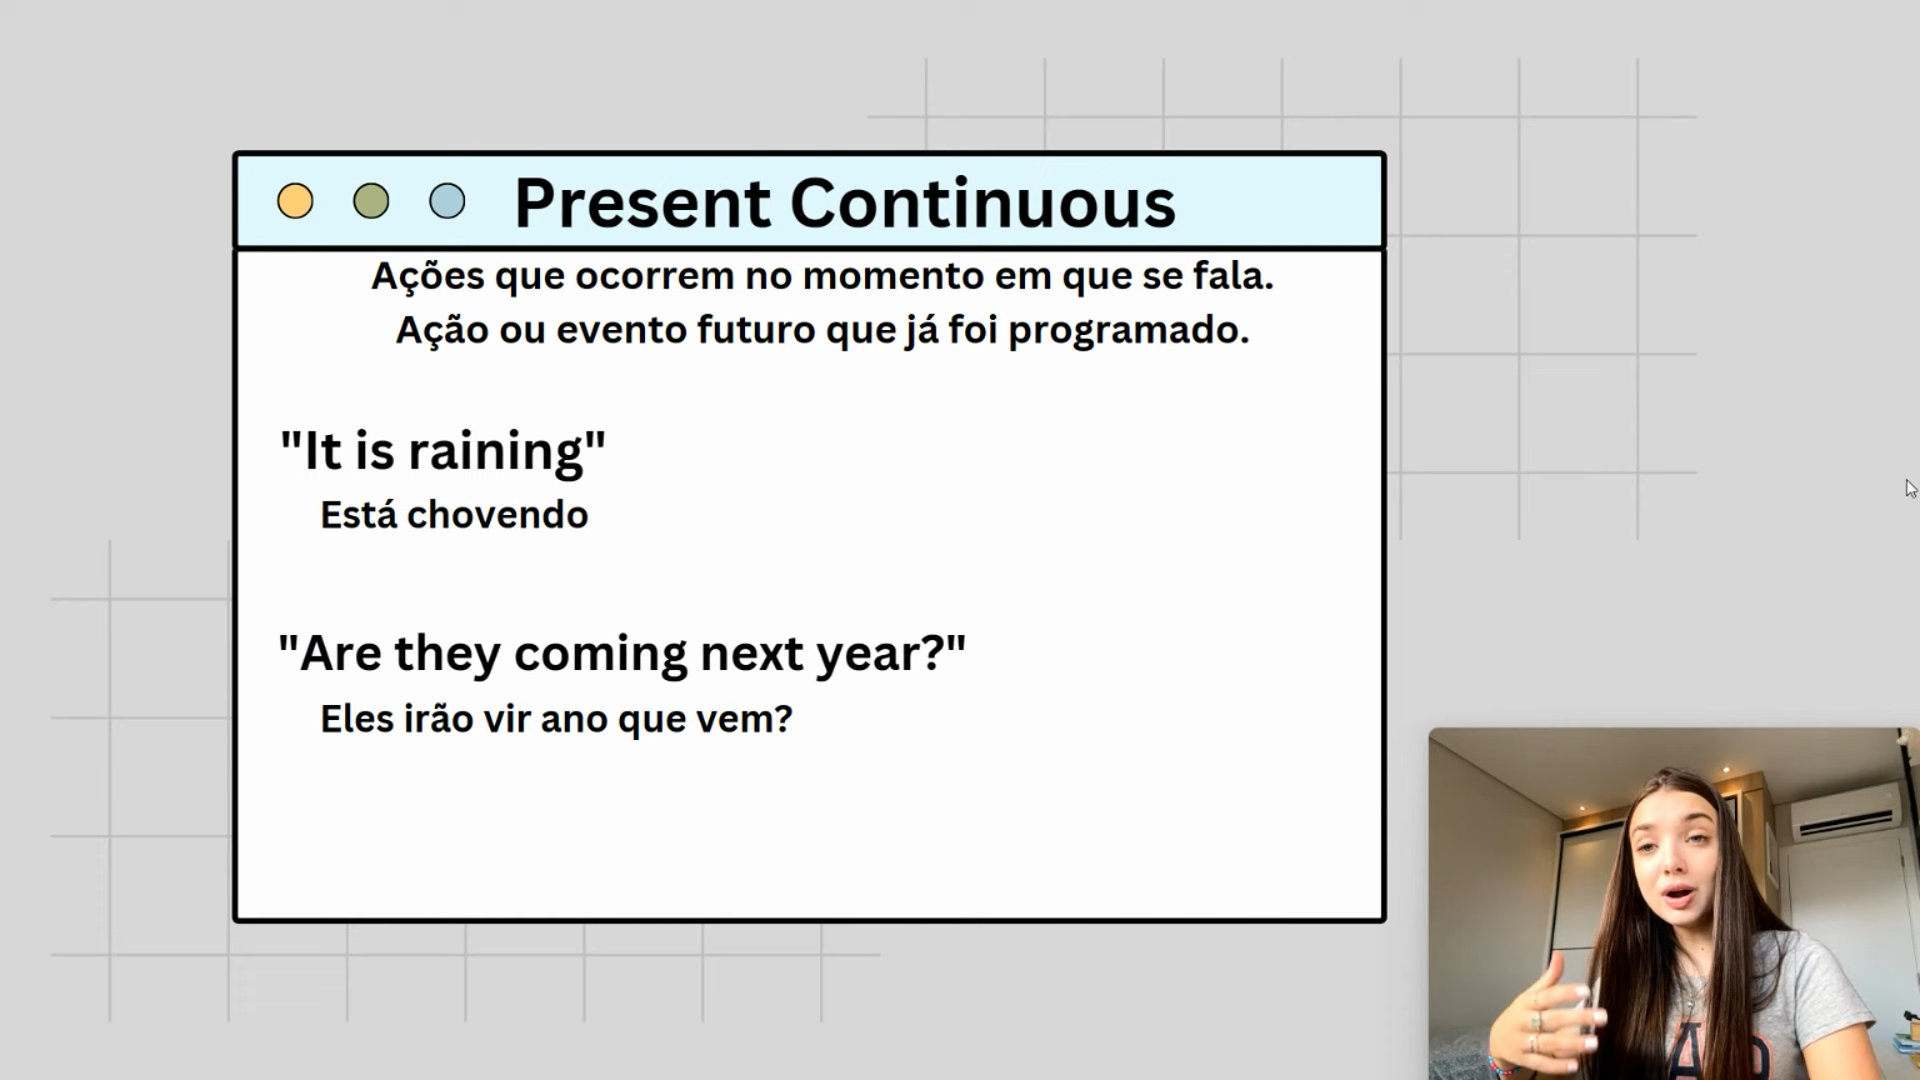 Present Continuous
Ações que ocorrem no momento em que se fala.
Ação ou evento futuro que já foi programado.
"It is raining"
Está chovendo
"Are they coming next year?"
Eles irão vir ano que vem?